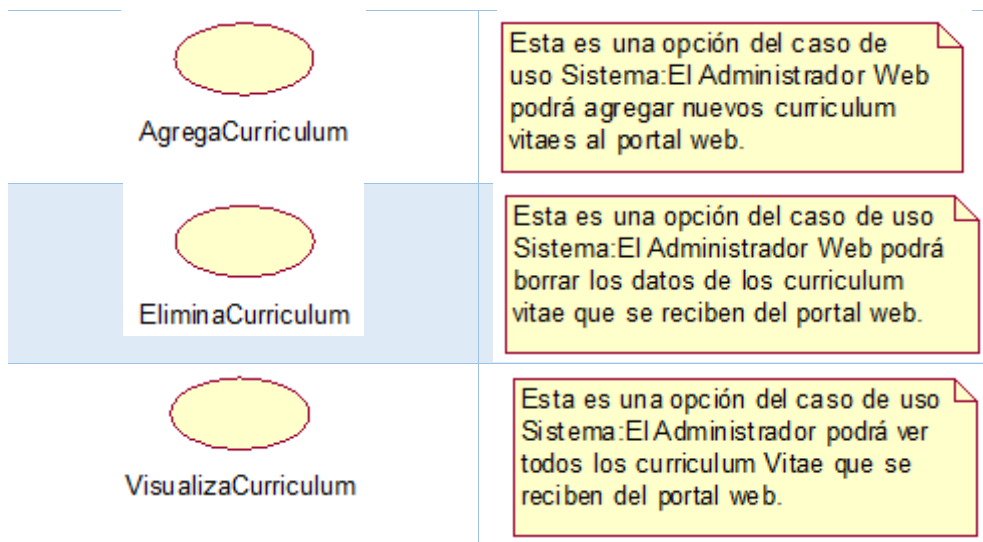 AgregaCurriculum
Esta es una opción del caso de
uso Sistema:El Administrador Web
podrá agregar nuevos curriculum
vitaes al portal web.
EliminaCurriculum
Esta es una opción del caso de uso
Sistema:El Administrador Web podrá
borrar los datos de los curriculum
vitae que se reciben del portal web.
VisualizaCurriculum
Esta es una opción del caso de uso
Sistema:El Administrador podrá ver
todos los curriculum Vitae que se
reciben del portal web.